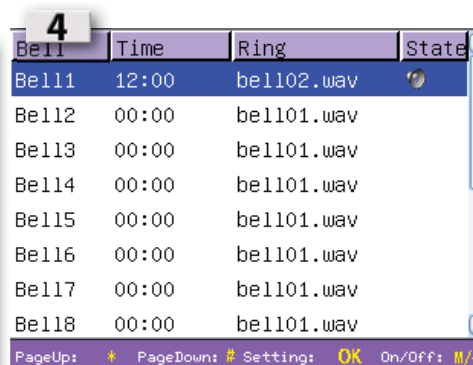 4
Bell Time Ring State
Bell1 12:00 bell02.wav
Bell2 00:00 bell01.wav
Bell3 00:00 bell01.wav
Bell4 00:00 bell01.wav
Bell5 00:00 bell01.wav
Bell6 00:00 bell01.wav
Bell7 00:00 bell01.wav
Bell8 00:00 bell01.wav
PageUp: * PageDown: # Setting: OK On/Off: M/